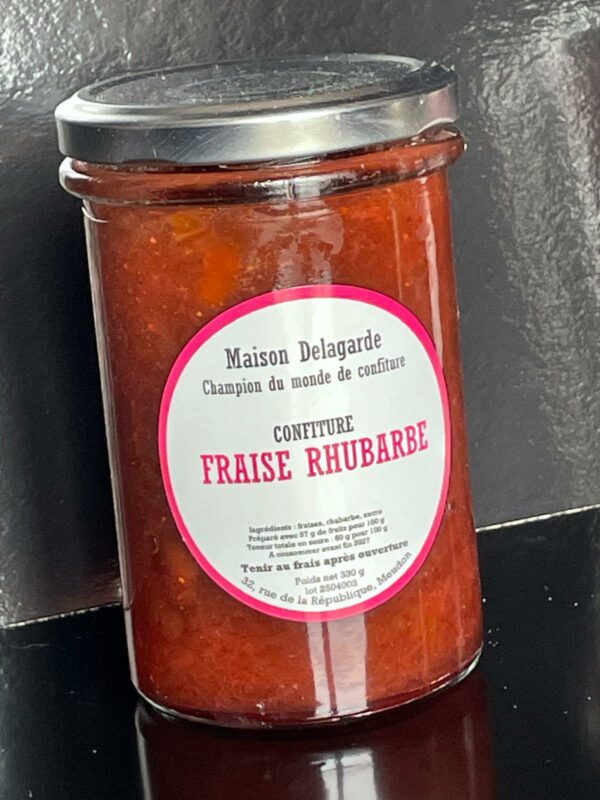 Maison Delagarde
Champion du monde de confiture
CONFITURE
FRAISE RHUBARBE
Ingrédients : fraises, rhubarbe, sucre
Préparé avec 57 g de fruits pour 100 g
Teneur totale en sucre : 60 g pour 100 g
A consommer avant fin 2027
Tenir au frais après ouverture
Poids net 330 g
lot 2504003
32, rue de la République, Meudon